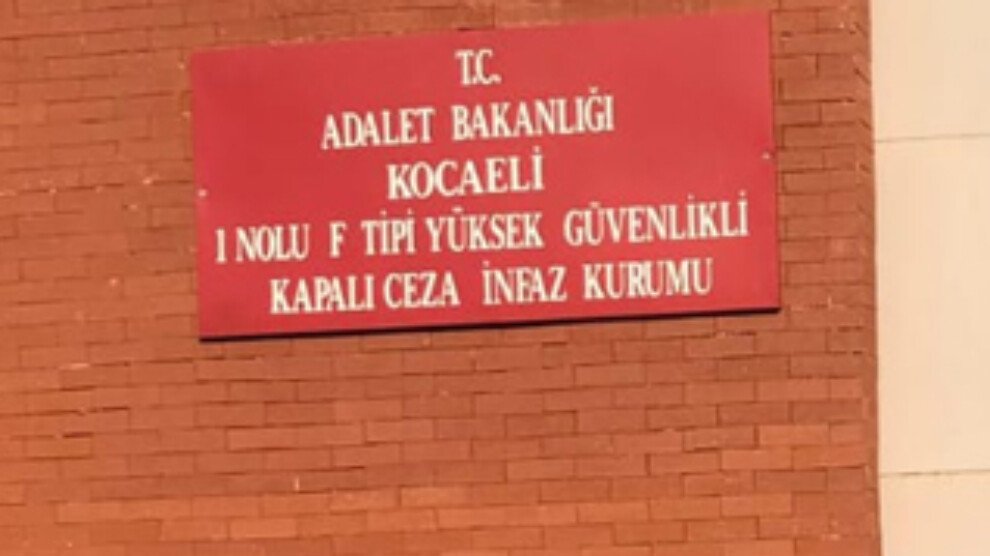 T.C.
ADALET BAKANLIĞI
KOCAELİ
1 NOLU F TİPİ YÜKSEK GÜVENLİKLİ
KAPALI CEZA İNFAZ KURUMU